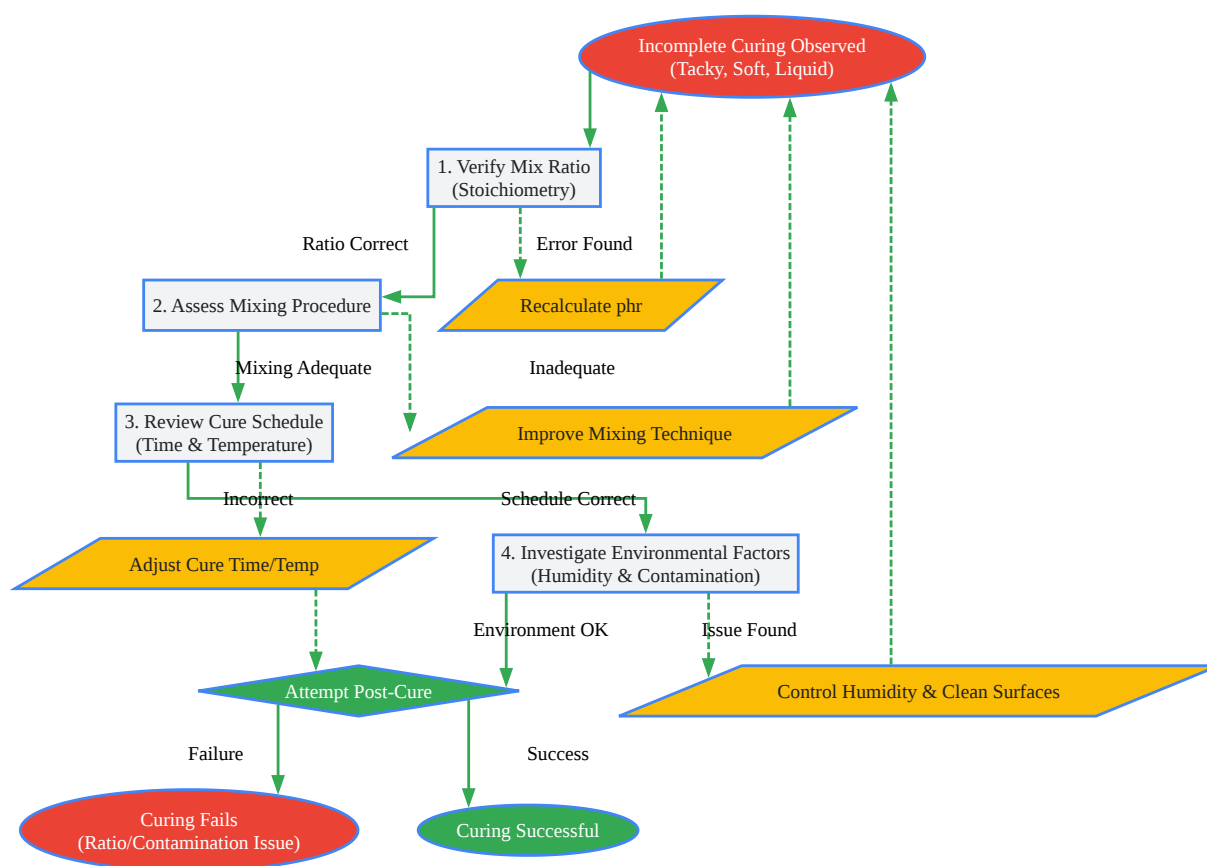 Incomplete Curing Observed
(Tacky, Soft, Liquid)
1. Verify Mix Ratio
(Stoichiometry)
Ratio Correct
Error Found
2. Assess Mixing Procedure
Recalculate phr
Mixing Adequate
Inadequate
3. Review Cure Schedule
(Time & Temperature)
Improve Mixing Technique
Incorrect
Schedule Correct
Adjust Cure Time/Temp
4. Investigate Environmental Factors
(Humidity & Contamination)
Environment OK
Issue Found
Attempt Post-Cure
Control Humidity & Clean Surfaces
Failure
Success
Curing Fails
(Ratio/Contamination Issue)
Curing Successful